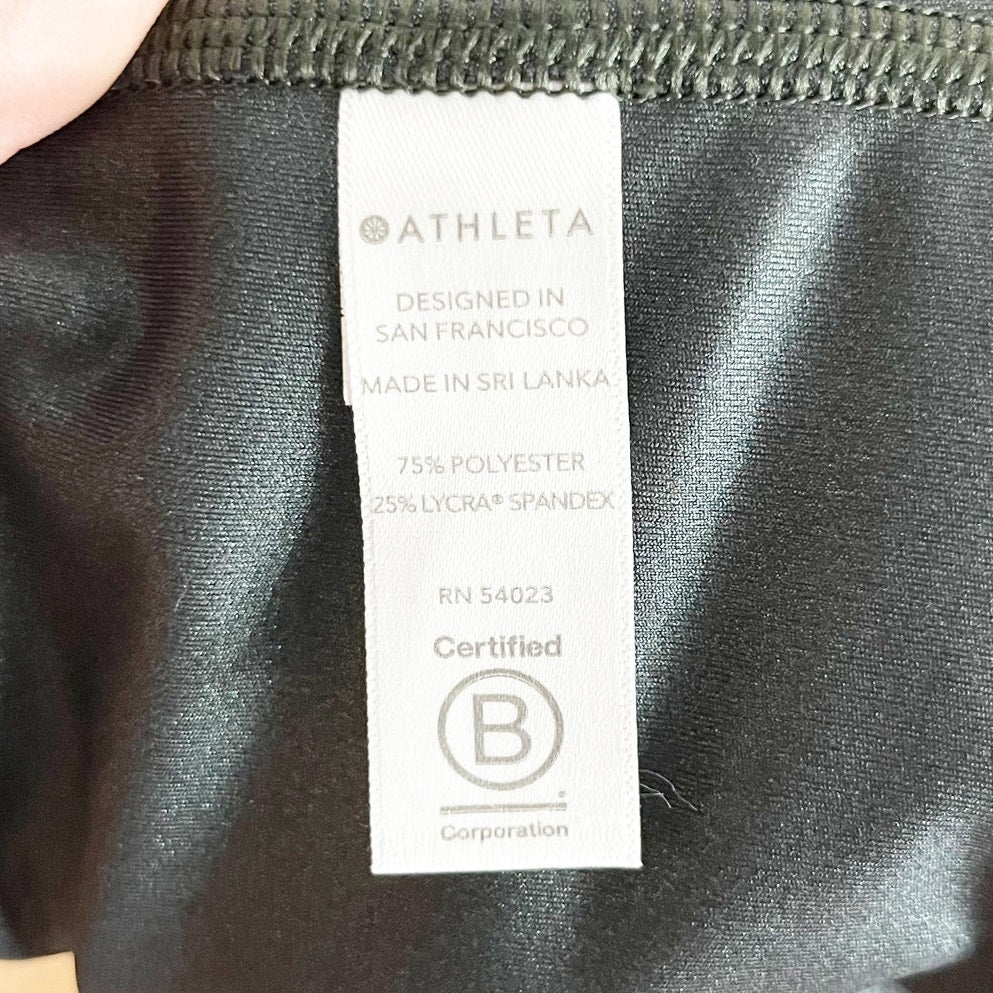 ATHLETA
DESIGNED IN
SAN FRANCISCO
MADE IN SRI LANKA
75% POLYESTER
25% LYCRA® SPANDEX
RN 54023
Certified
B
Corporation